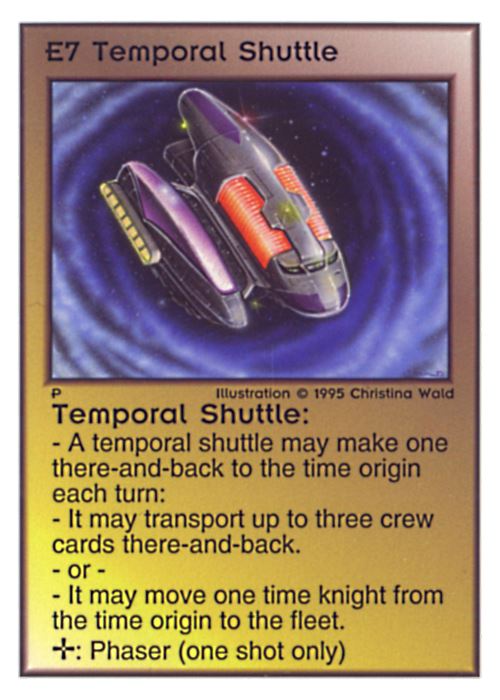 E7 Temporal Shuttle
P
Illustration © 1995 Christina Wald
Temporal Shuttle:
- A temporal shuttle may make one
there-and-back to the time origin
each turn:
- It may transport up to three crew
cards there-and-back.
- or -
- It may move one time knight from
the time origin to the fleet.
✛: Phaser (one shot only)